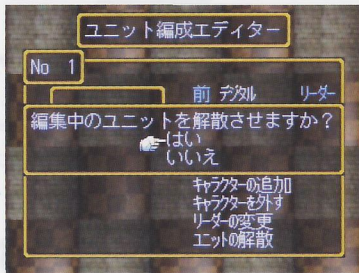 ユニット編成エディター
No 1
前 デジタル リーダー
編集中のユニットを解散させますか？
はい
いいえ
キャラクターの追加
キャラクターを外す
リーダーの変更
ユニットの解散